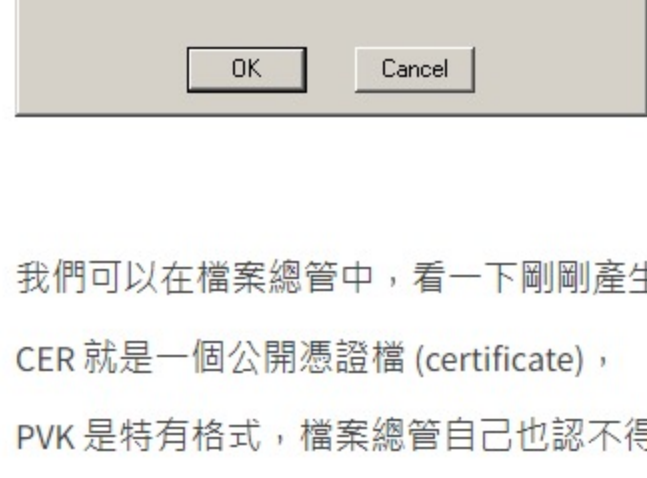 OK Cancel
我們可以在檔案總管中，看一下剛剛產生
CER 就是一個公開憑證檔 (certificate)，
PVK 是特有格式，檔案總管自己也認不得